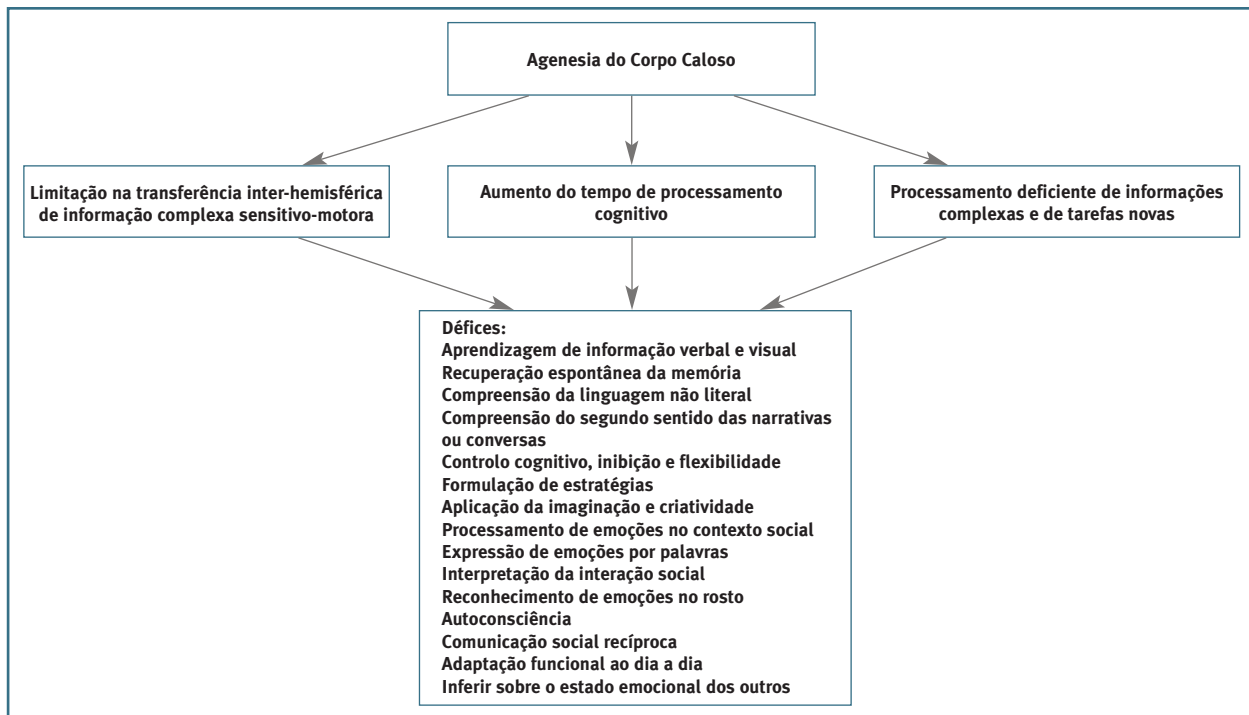 Agenesia do Corpo Caloso
Limitação na transferência inter-hemisférica
de informação complexa sensitivo-motora
Aumento do tempo de processamento
cognitivo
Processamento deficiente de informações
complexas e de tarefas novas
Défices:
Aprendizagem de informação verbal e visual
Recuperação espontânea da memória
Compreensão da linguagem não literal
Compreensão do segundo sentido das narrativas
ou conversas
Controlo cognitivo, inibição e flexibilidade
Formulação de estratégias
Aplicação da imaginação e criatividade
Processamento de emoções no contexto social
Expressão de emoções por palavras
Interpretação da interação social
Reconhecimento de emoções no rosto
Autoconsciência
Comunicação social recíproca
Adaptação funcional ao dia a dia
Inferir sobre o estado emocional dos outros